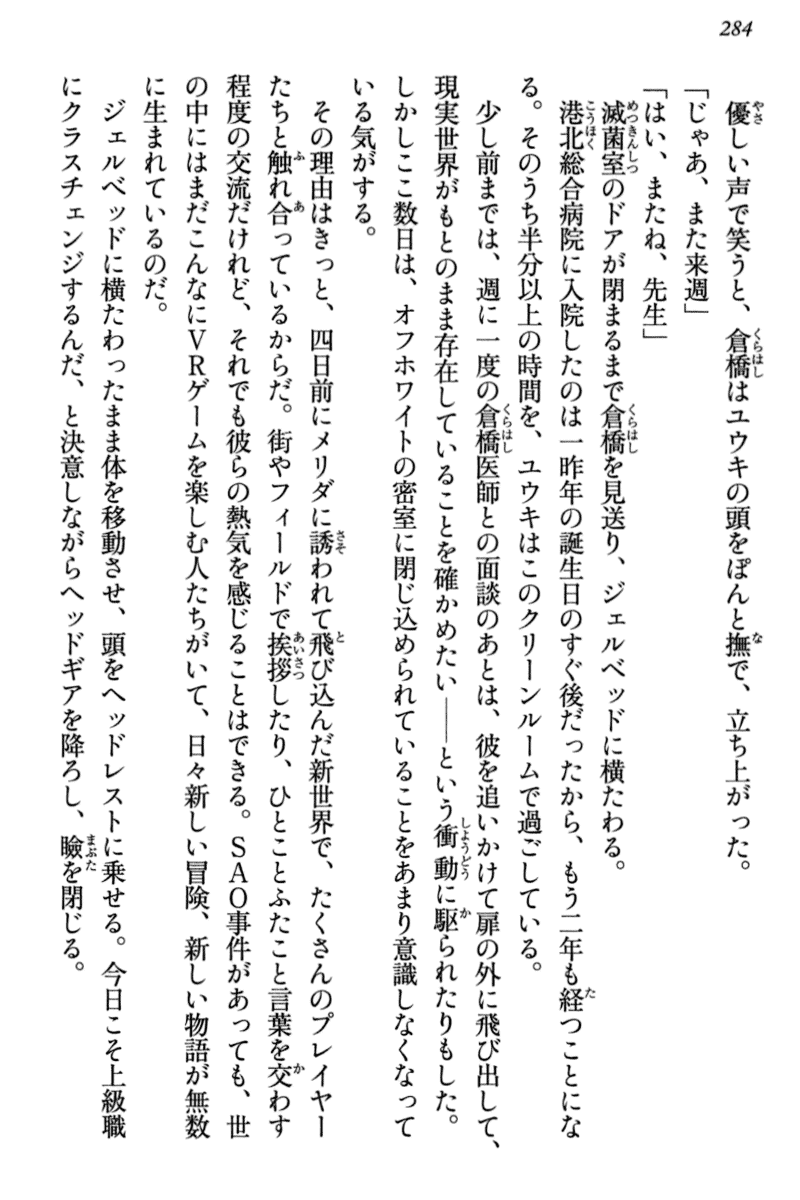 284
優しい声で笑うと、倉橋はユウキの頭をぽんと撫で、立ち上がった。
「じゃあ、また来週」
「はい、またね、先生」
滅菌室のドアが閉まるまで倉橋を見送り、ジェルベッドに横たわる。
港北総合病院に入院したのは一昨年の誕生日のすぐ後だったから、もう二年も経つことにな
る。そのうち半分以上の時間を、ユウキはこのクリーンルームで過ごしている。
少し前までは、週に一度の倉橋医師との面談のあとは、彼を追いかけて扉の外に飛び出して、
現実世界がもとのまま存在していることを確かめたい――という衝動に駆られたりもした。
しかしここ数日は、オフホワイトの密室に閉じ込められていることをあまり意識しなくなって
いる気がする。
その理由はきっと、四日前にメリダに誘われて飛び込んだ新世界で、たくさんのプレイヤー
たちと触れ合っているからだ。街やフィールドで挨拶したり、ひとことふたこと言葉を交わす
程度の交流だけれど、それでも彼らの熱気を感じることはできる。ＳＡＯ事件があっても、世
の中にはまだこんなにＶＲゲームを楽しむ人たちがいて、日々新しい冒険、新しい物語が無数
に生まれているのだ。
ジェルベッドに横たわったまま体を移動させ、頭をヘッドレストに乗せる。今日こそ上級職
にクラスチェンジするんだ、と決意しながらヘッドギアを降ろし、瞼を閉じる。